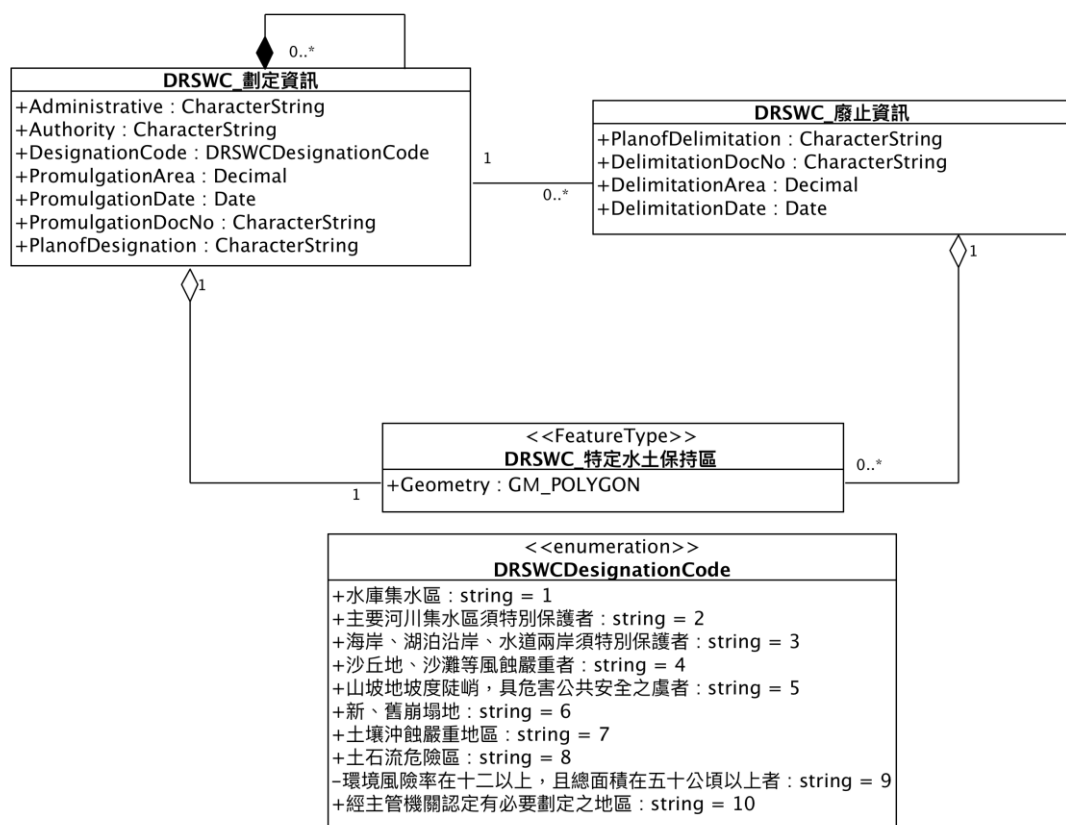 0..*
DRSWC_劃定資訊
+Administrative : CharacterString
+Authority : CharacterString
+DesignationCode : DRSWCDesignationCode
+PromulgationArea : Decimal
+PromulgationDate : Date
+PromulgationDocNo : CharacterString
+PlanofDesignation : CharacterString
1
0..*
DRSWC_廢止資訊
+PlanofDelimitation : CharacterString
+DelimitationDocNo : CharacterString
+DelimitationArea : Decimal
+DelimitationDate : Date
1
1
<<FeatureType>>
DRSWC_特定水土保持區
+Geometry : GM_POLYGON
1
0..*
<<enumeration>>
DRSWCDesignationCode
+水庫集水區 : string = 1
+主要河川集水區須特別保護者 : string = 2
+海岸、湖泊沿岸、水道兩岸須特別保護者 : string = 3
+沙丘地、沙灘等風蝕嚴重者 : string = 4
+山坡地坡度陡峭，具危害公共安全之虞者 : string = 5
+新、舊崩塌地 : string = 6
+土壤沖蝕嚴重地區 : string = 7
+土石流危險區 : string = 8
–環境風險率在十二以上，且總面積在五十公頃以上者 : string = 9
+經主管機關認定有必要劃定之地區 : string = 10